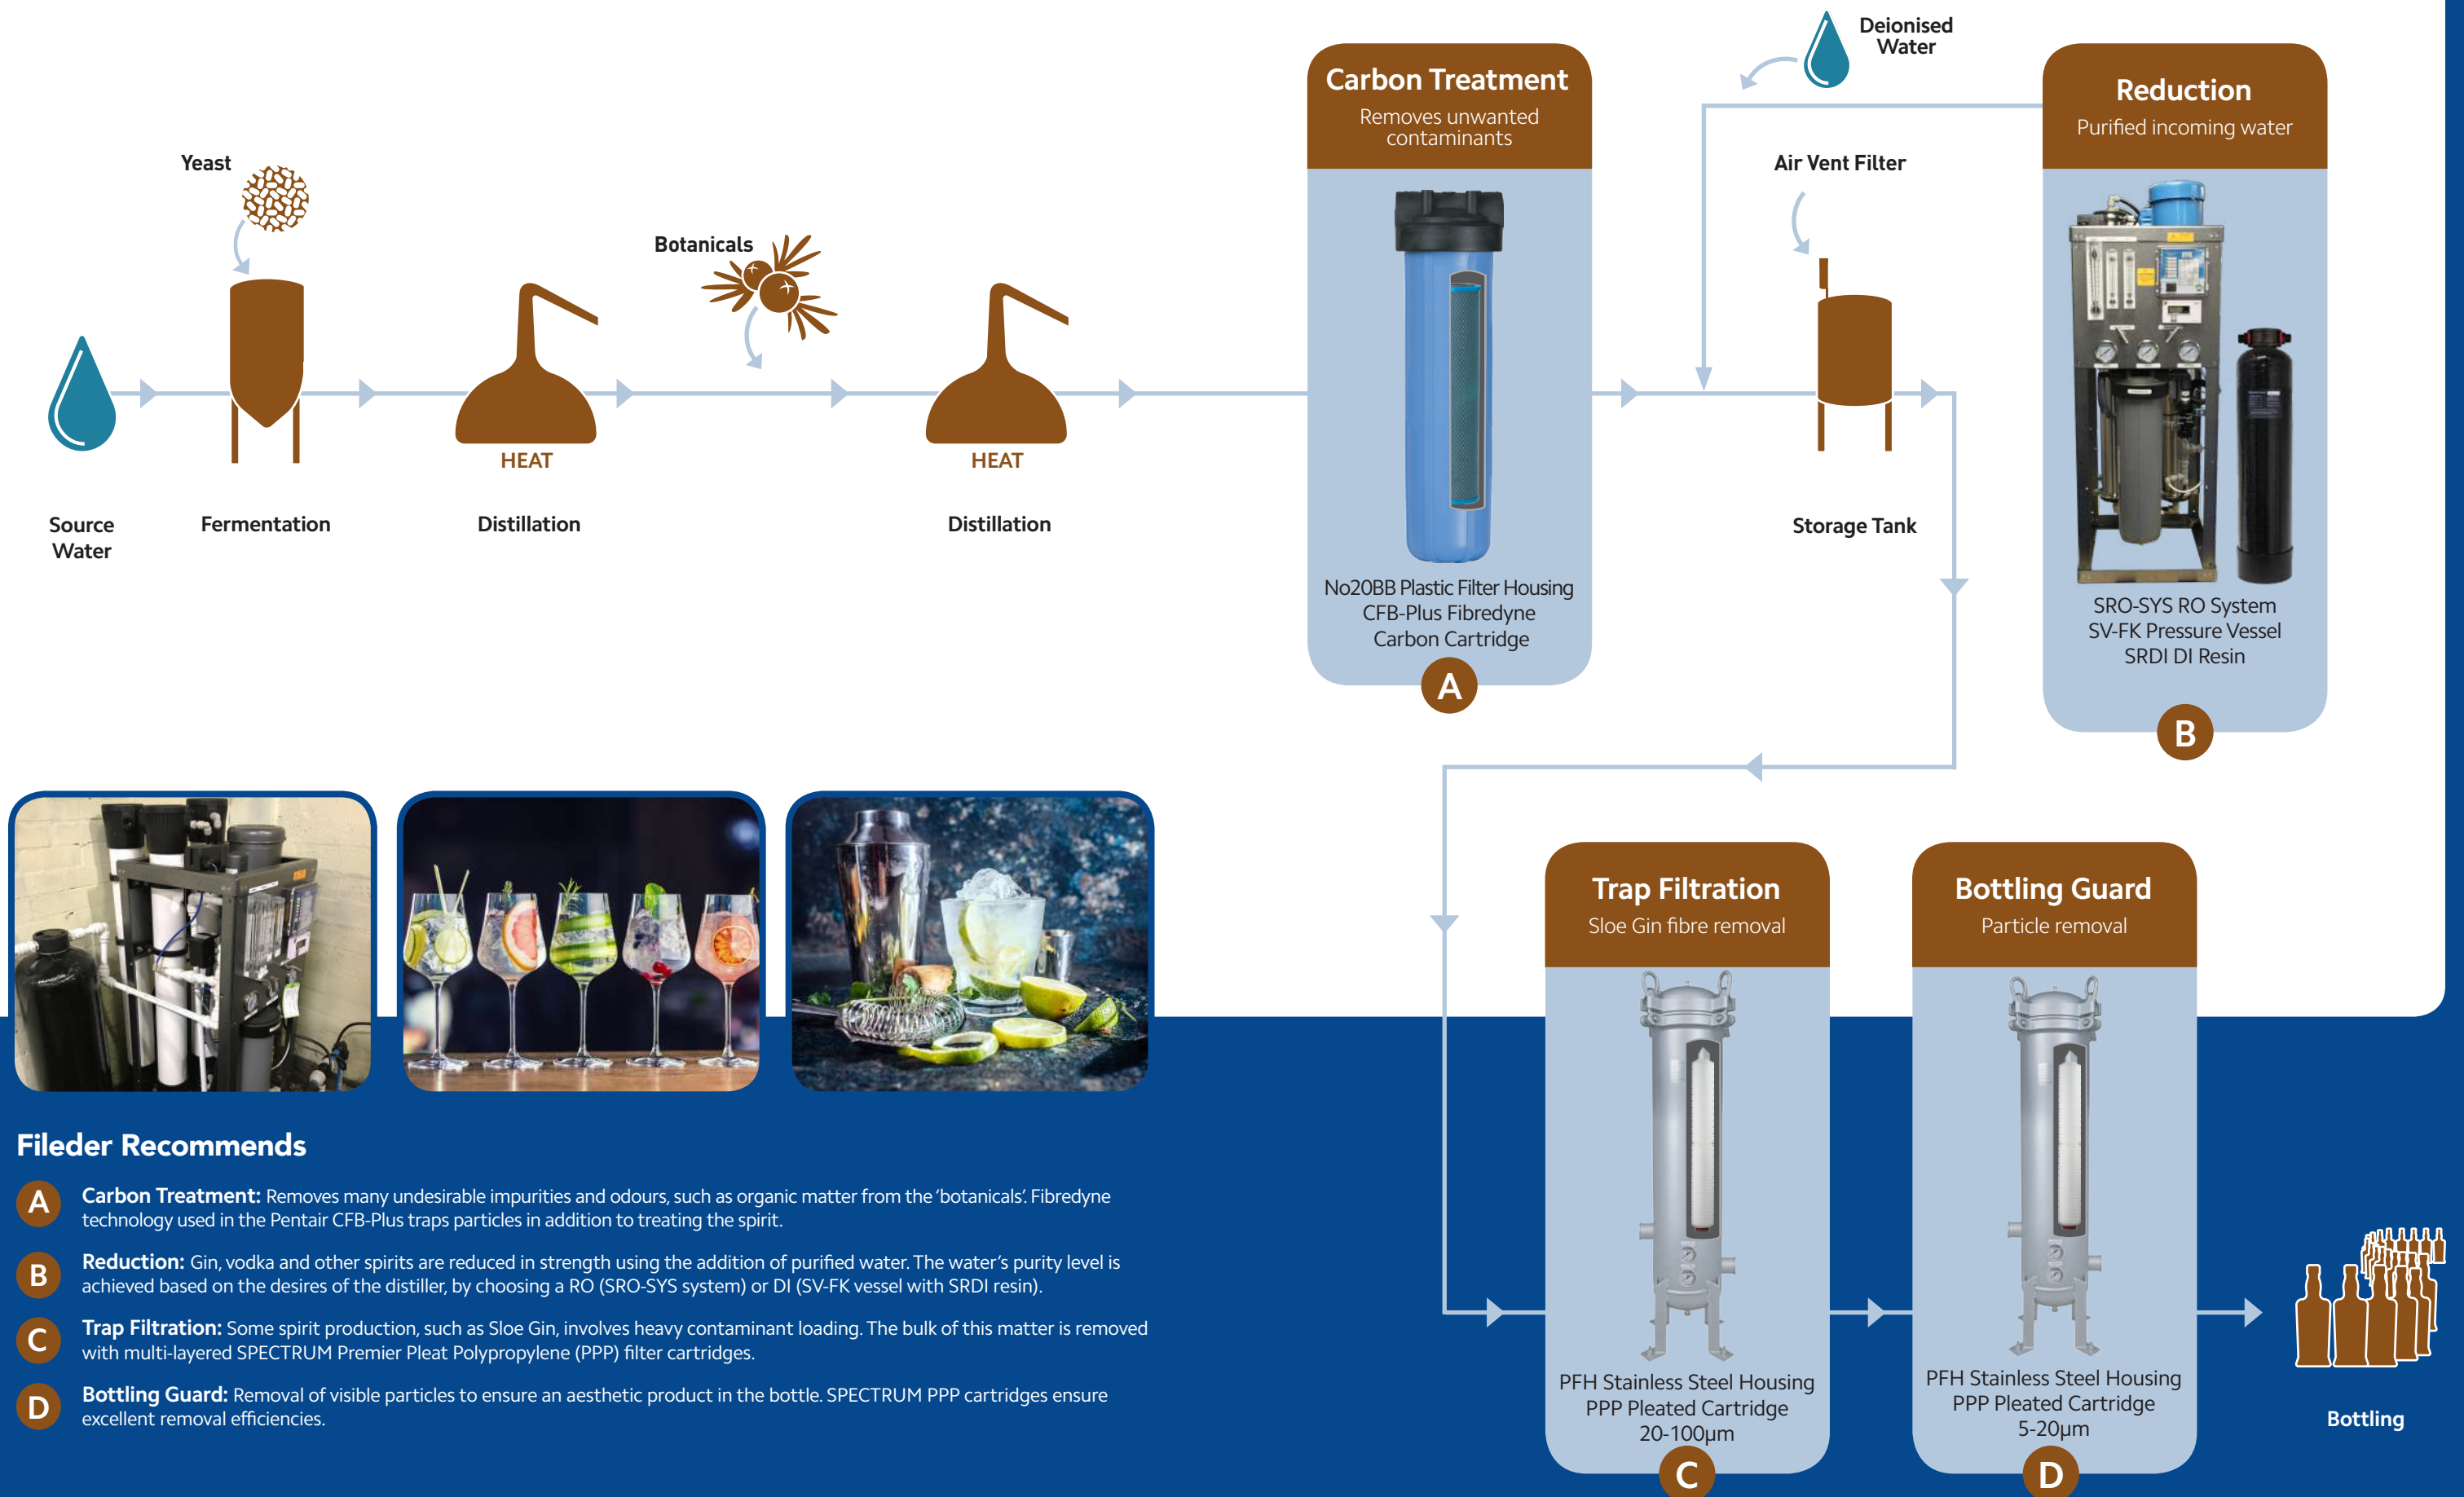 Yeast
Botanicals
HEAT
HEAT
Source
Water
Fermentation
Distillation
Distillation
Carbon Treatment
Removes unwanted
contaminants
No20BB Plastic Filter Housing
CFB-Plus Fibredyne
Carbon Cartridge
A
Deionised
Water
Air Vent Filter
Storage Tank
Reduction
Purified incoming water
SRO-SYS RO System
SV-FK Pressure Vessel
SRDI DI Resin
B
Trap Filtration
Sloe Gin fibre removal
PFH Stainless Steel Housing
PPP Pleated Cartridge
20-100µm
C
Bottling Guard
Particle removal
PFH Stainless Steel Housing
PPP Pleated Cartridge
5-20µm
D
Bottling
Fileder Recommends
A
Carbon Treatment: Removes many undesirable impurities and odours, such as organic matter from the ‘botanicals’. Fibredyne
technology used in the Pentair CFB-Plus traps particles in addition to treating the spirit.
B
Reduction: Gin, vodka and other spirits are reduced in strength using the addition of purified water. The water’s purity level is
achieved based on the desires of the distiller, by choosing a RO (SRO-SYS system) or DI (SV-FK vessel with SRDI resin).
C
Trap Filtration: Some spirit production, such as Sloe Gin, involves heavy contaminant loading. The bulk of this matter is removed
with multi-layered SPECTRUM Premier Pleat Polypropylene (PPP) filter cartridges.
D
Bottling Guard: Removal of visible particles to ensure an aesthetic product in the bottle. SPECTRUM PPP cartridges ensure
excellent removal efficiencies.